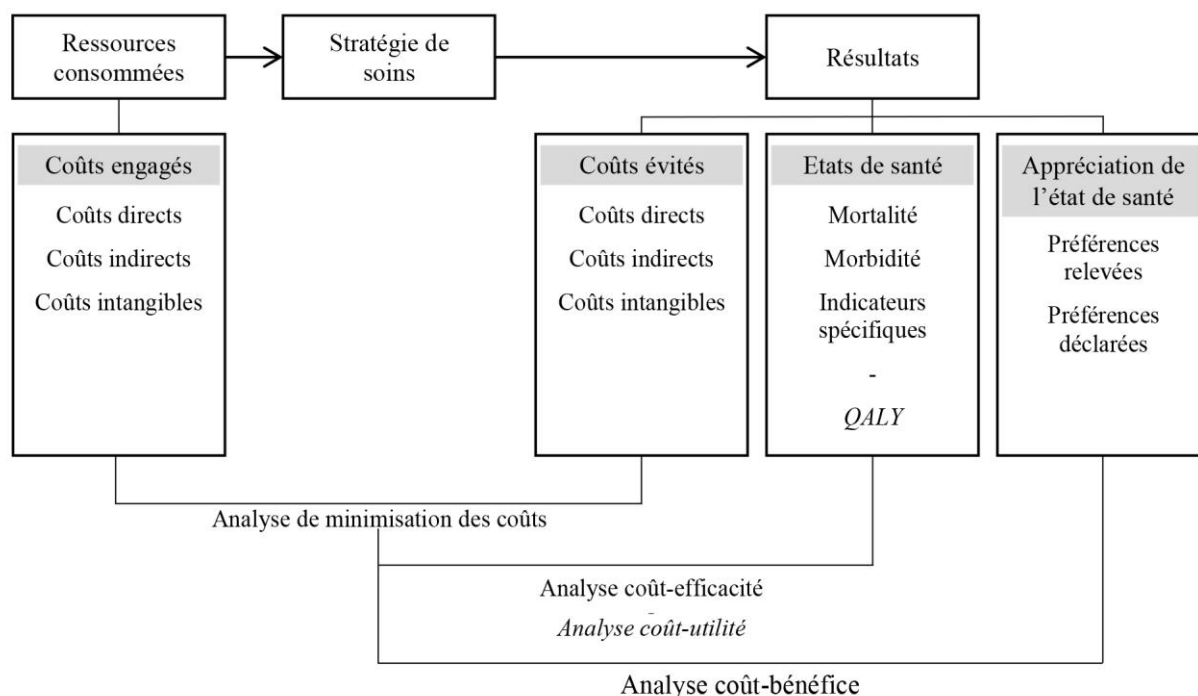 Ressources
consommées
Stratégie de
soins
Résultats
Coûts engagés
Coûts directs
Coûts indirects
Coûts intangibles
Coûts évités
Coûts directs
Coûts indirects
Coûts intangibles
Etats de santé
Mortalité
Morbidité
Indicateurs
spécifiques
-
QALY
Appréciation de
l’état de santé
Préférences
relevées
Préférences
déclarées
Analyse de minimisation des coûts
Analyse coût-efficacité
-
Analyse coût-utilité
Analyse coût-bénéfice